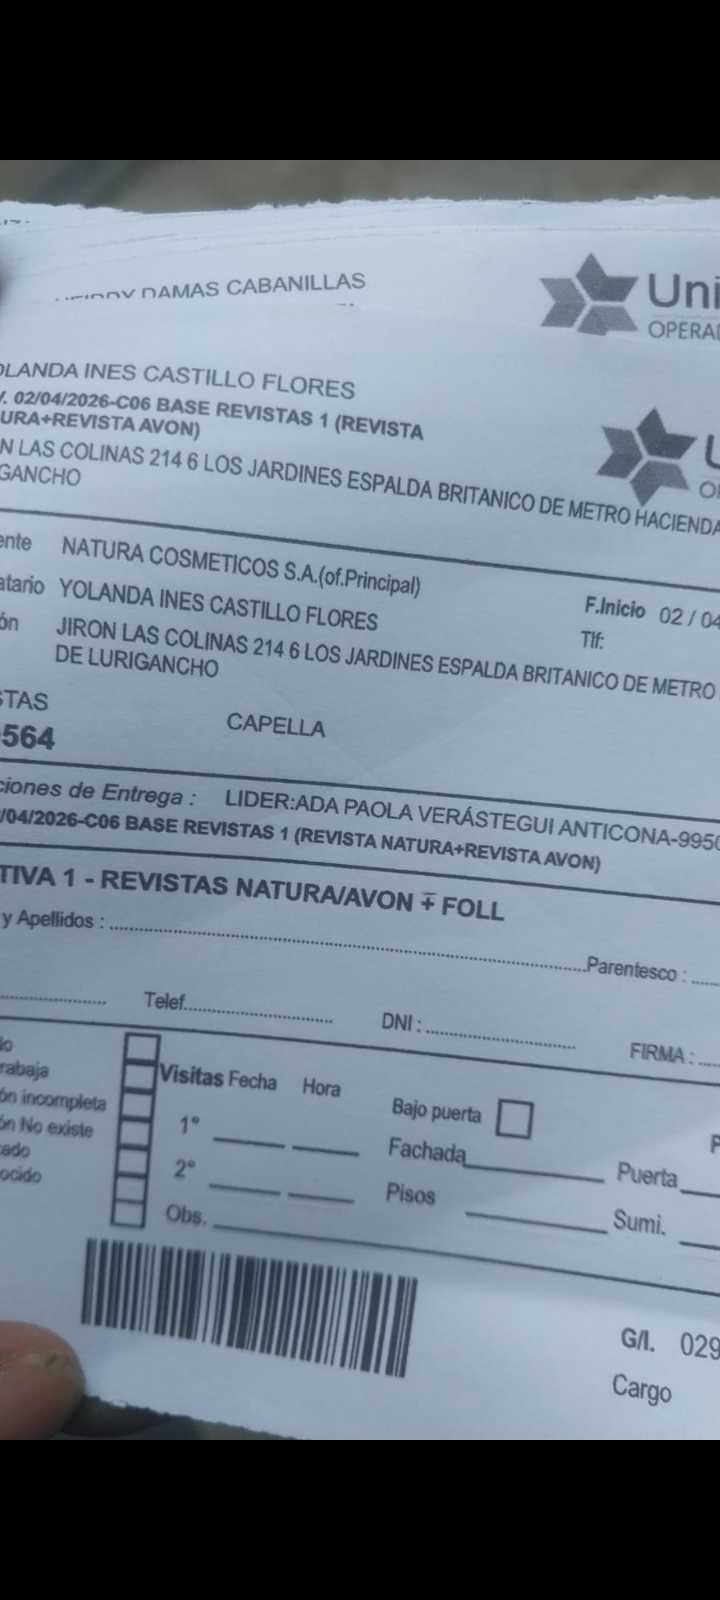 DAMAS CABANILLAS
Uni
OPERAD
OLANDA INES CASTILLO FLORES
V. 02/04/2026-C06 BASE REVISTAS 1 (REVISTA
URA+REVISTA AVON)
N LAS COLINAS 214 6 LOS JARDINES ESPALDA BRITANICO DE METRO HACIENDA
GANCHO
U
O
ente NATURA COSMETICOS S.A.(of.Principal)
F.Inicio 02 / 04
atario YOLANDA INES CASTILLO FLORES
Tlf:
ón JIRON LAS COLINAS 214 6 LOS JARDINES ESPALDA BRITANICO DE METRO
DE LURIGANCHO
STAS
CAPELLA
564
ciones de Entrega : LIDER:ADA PAOLA VERÁSTEGUI ANTICONA-9950
/04/2026-C06 BASE REVISTAS 1 (REVISTA NATURA+REVISTA AVON)
TIVA 1 - REVISTAS NATURA/AVON + FOLL
y Apellidos : Parentesco :
Telef. DNI : FIRMA :
do
rabaja
ón incompleta
ón No existe
ocido
Visitas Fecha Hora
1°
2°
Obs.
Bajo puerta
Fachada Puerta
Pisos Sumi.
G/I. 029
Cargo